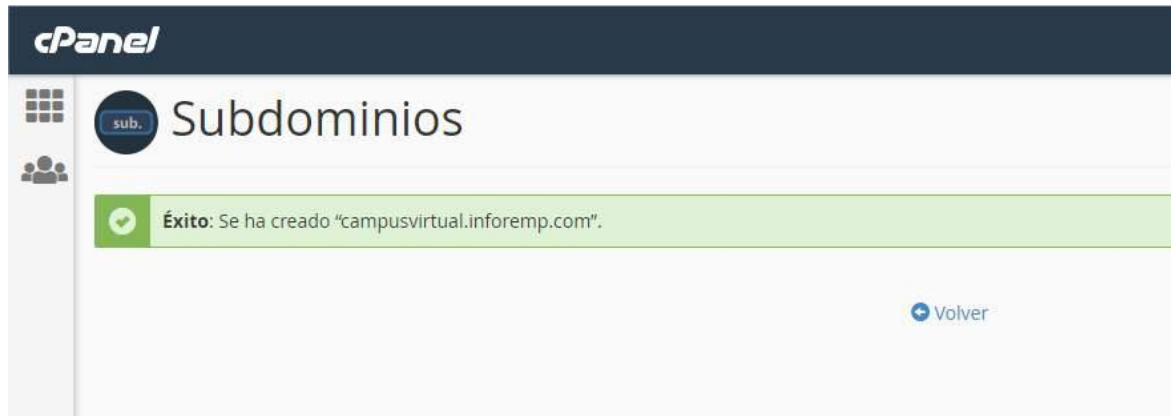 cPanel
sub.
Subdominios
Éxito: Se ha creado “campusvirtual.inforemp.com”.
Volver